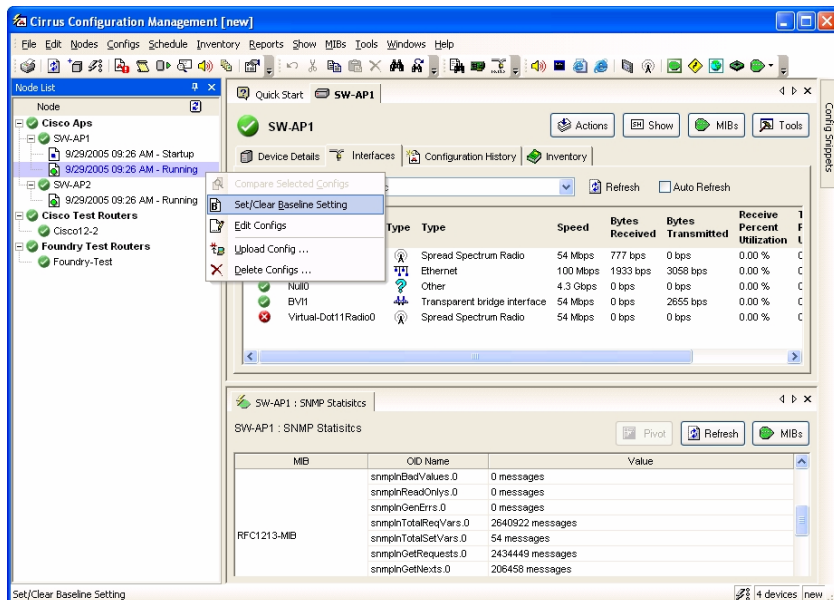 Cirrus Configuration Management [new]
File Edit Nodes Configs Schedule Inventory Reports Show MIBs Tools Windows Help
Node List
Node
Cisco Aps
SW-AP1
9/29/2005 09:26 AM - Startup
9/29/2005 09:26 AM - Running
SW-AP2
9/29/2005 09:26 AM - Running
Cisco Test Routers
Cisco12-2
Foundry Test Routers
Foundry-Test
Compare Selected Configs
Set/Clear Baseline Setting
Edit Configs
Upload Config ...
Delete Configs ...
Quick Start SW-AP1
SW-AP1
Actions Show MIBs Tools
Device Details Interfaces Configuration History Inventory
Refresh Auto Refresh
Type Type Speed Bytes Received Bytes Transmitted Receive Percent Utilization
Spread Spectrum Radio 54 Mbps 777 bps 0 bps 0.00 %
Ethernet 100 Mbps 1933 bps 3058 bps 0.00 %
Null0 Other 4.3 Gbps 0 bps 0 bps 0.00 %
BVI1 Transparent bridge interface 54 Mbps 0 bps 2655 bps 0.00 %
Virtual-Dot11Radio0 Spread Spectrum Radio 54 Mbps 0 bps 0 bps 0.00 %
Config Snippets
SW-AP1 : SNMP Statisitcs
SW-AP1 : SNMP Statisitcs
Pivot Refresh MIBs
MIB OID Name Value
RFC1213-MIB
snmpInBadValues.0 0 messages
snmpInReadOnlys.0 0 messages
snmpInGenErrs.0 0 messages
snmpInTotalReqVars.0 2640922 messages
snmpInTotalSetVars.0 54 messages
snmpInGetRequests.0 2434449 messages
snmpInGetNexts.0 206458 messages
Set/Clear Baseline Setting
4 devices new